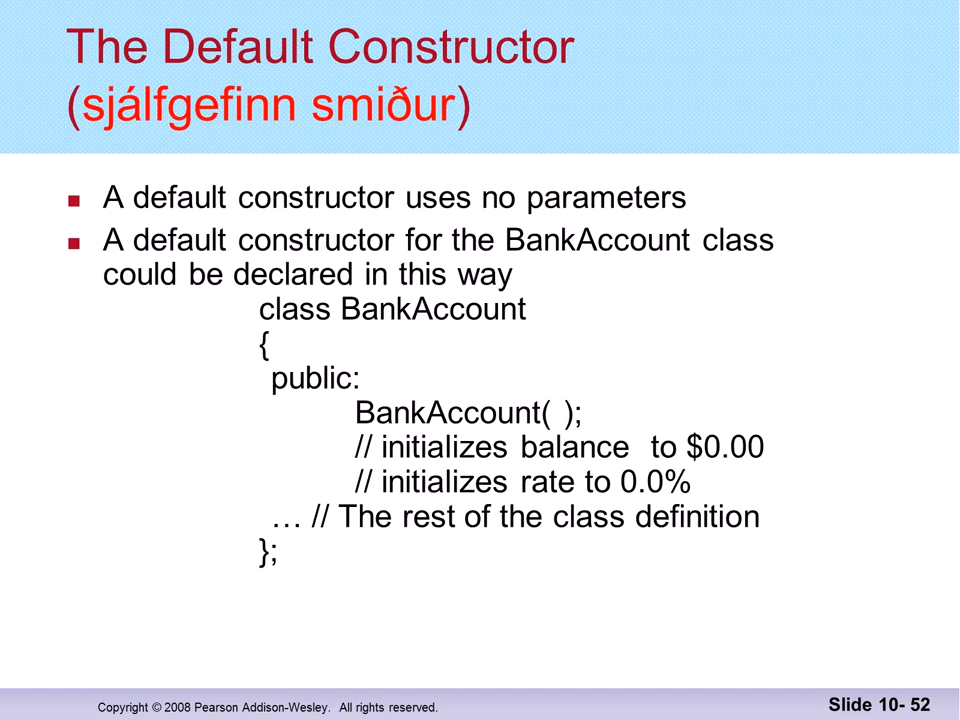 The Default Constructor
(sjálfgefinn smiður)
A default constructor uses no parameters
A default constructor for the BankAccount class
could be declared in this way
class BankAccount
{
public:
BankAccount( );
// initializes balance  to $0.00
// initializes rate to 0.0%
… // The rest of the class definition
};
Copyright © 2008 Pearson Addison-Wesley.  All rights reserved.
Slide 10- 52